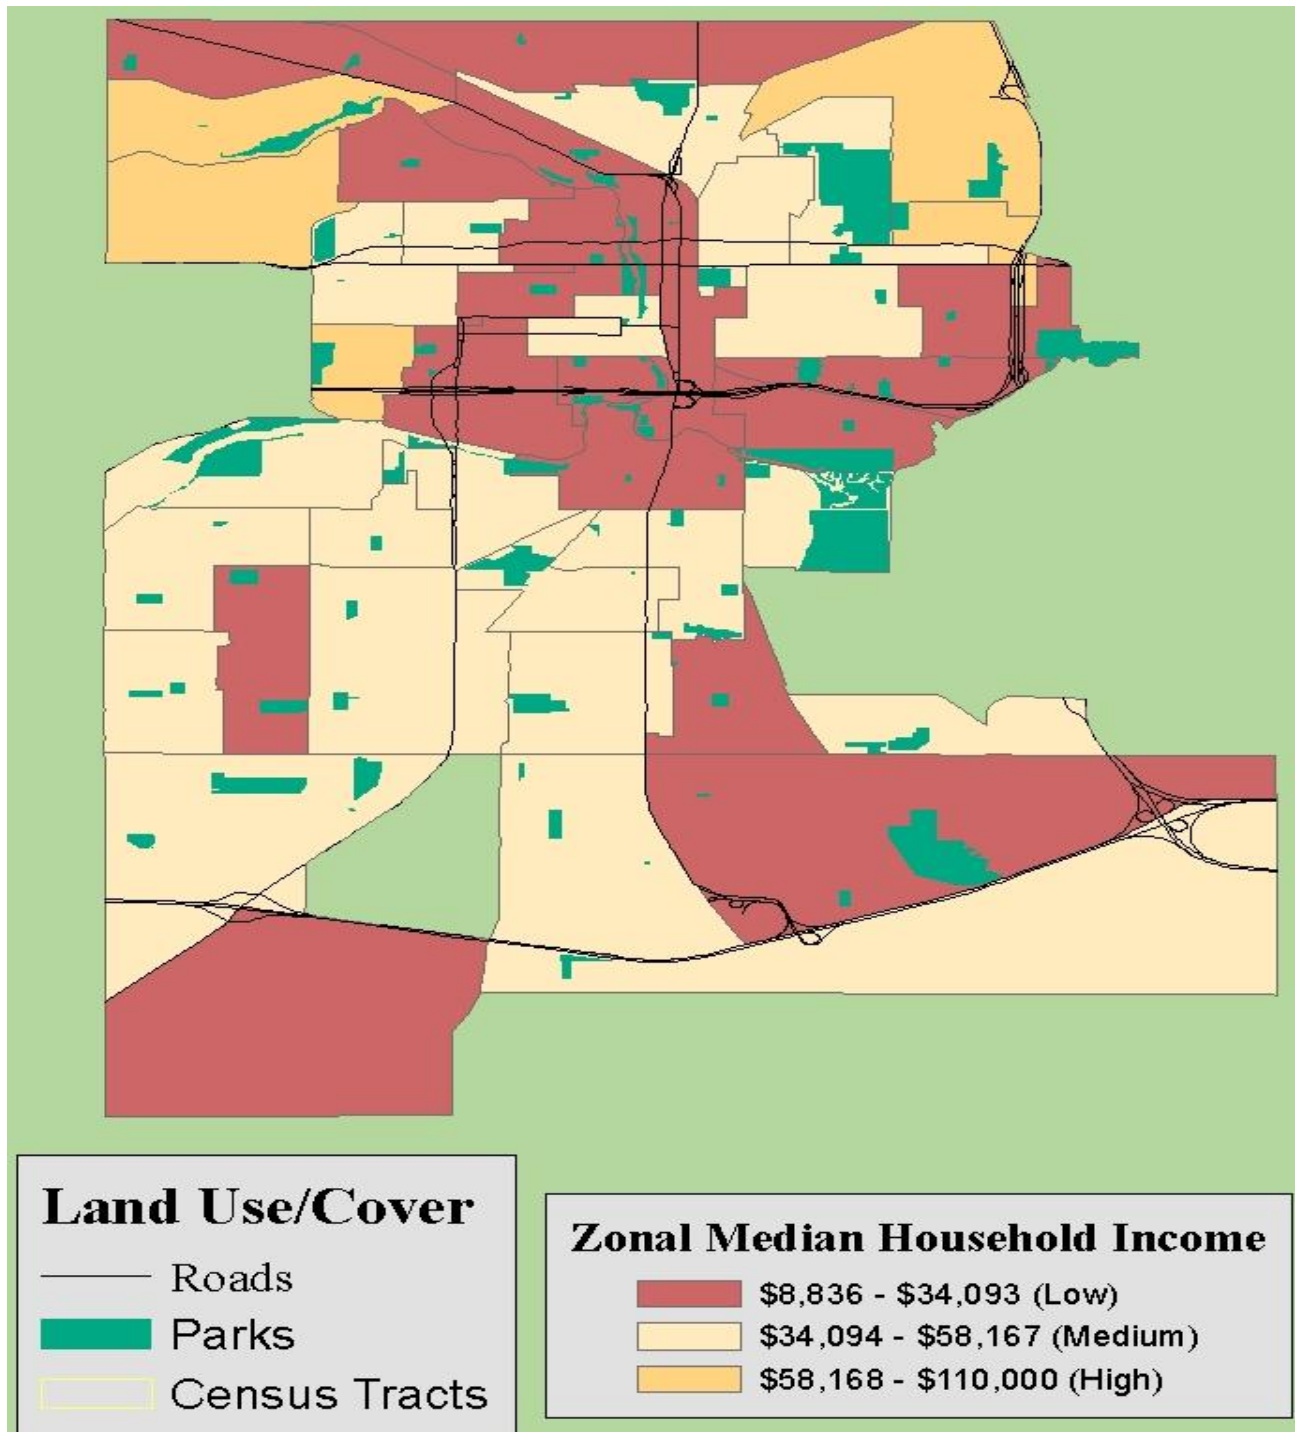 Land Use/Cover
Roads
Parks
Census Tracts
Zonal Median Household Income
$8,836 - $34,093 (Low)
$34,094 - $58,167 (Medium)
$58,168 - $110,000 (High)